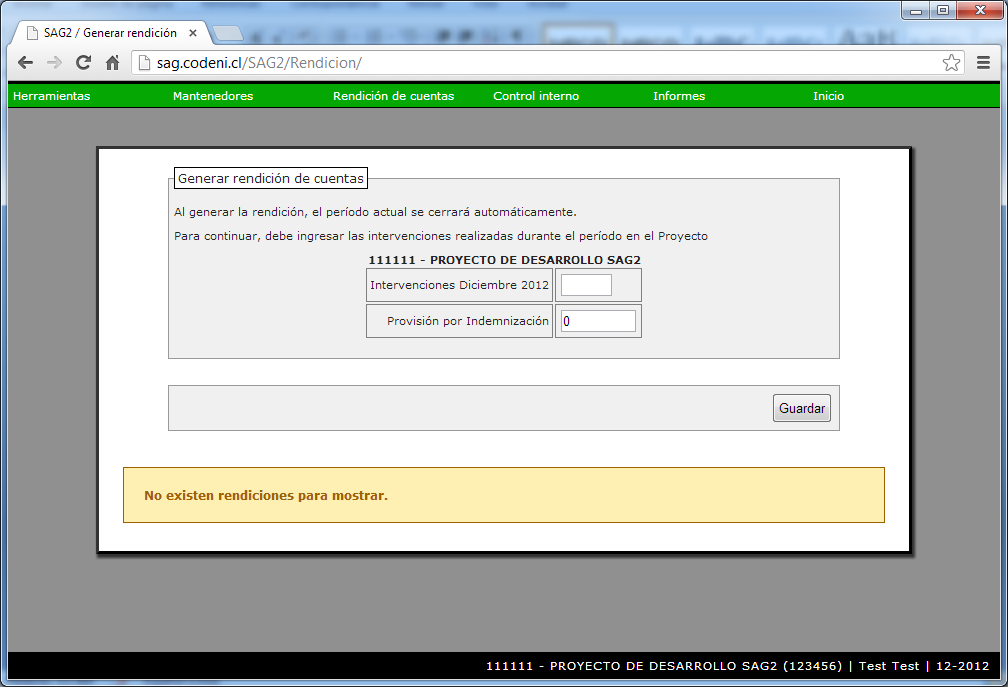 SAG2 / Generar rendición
sag.codeni.cl/SAG2/Rendicion/
Herramientas Mantenedores Rendición de cuentas Control interno Informes Inicio
Generar rendición de cuentas
Al generar la rendición, el período actual se cerrará automáticamente.
Para continuar, debe ingresar las intervenciones realizadas durante el período en el Proyecto
111111 - PROYECTO DE DESARROLLO SAG2
Intervenciones Diciembre 2012
Provisión por Indemnización 0
Guardar
No existen rendiciones para mostrar.
111111 - PROYECTO DE DESARROLLO SAG2 (123456) | Test Test | 12-2012